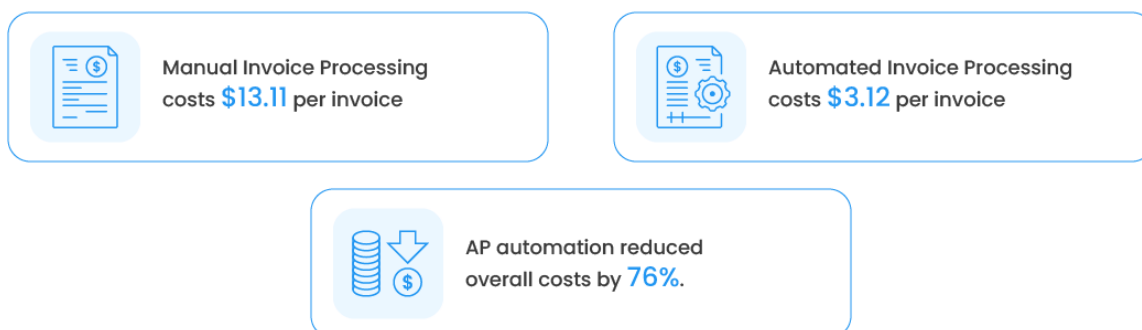 Manual Invoice Processing
costs $13.11 per invoice
Automated Invoice Processing
costs $3.12 per invoice
AP automation reduced
overall costs by 76%.